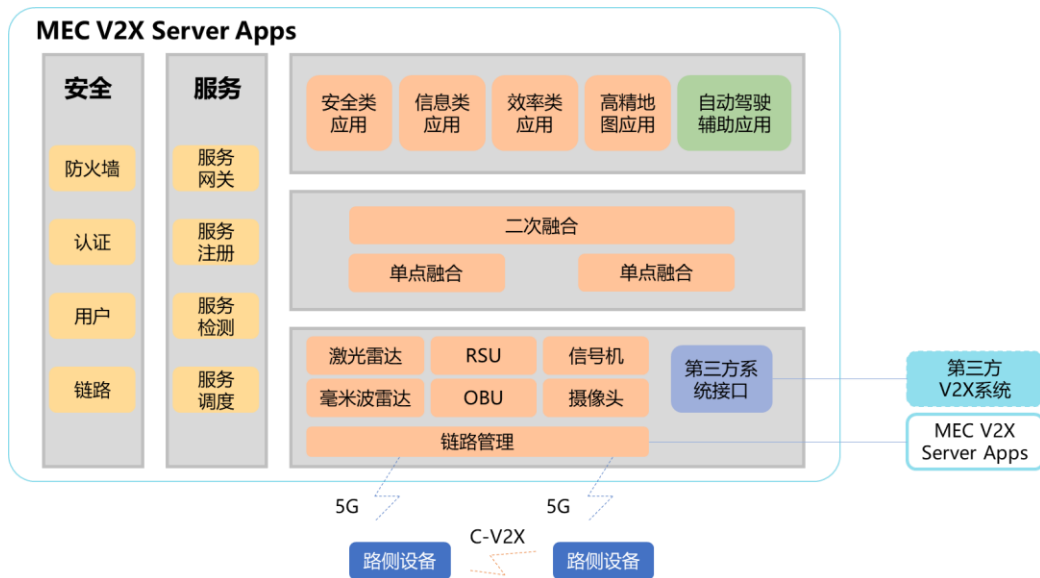 MEC V2X Server Apps
安全
防火墙
认证
用户
链路
服务
服务
网关
服务
注册
服务
检测
服务
调度
安全类
应用
信息类
应用
效率类
应用
高精地
图应用
自动驾驶
辅助应用
二次融合
单点融合
单点融合
激光雷达
RSU
信号机
毫米波雷达
OBU
摄像头
第三方系
统接口
链路管理
第三方
V2X系统
MEC V2X
Server Apps
5G
5G
C-V2X
路侧设备
路侧设备